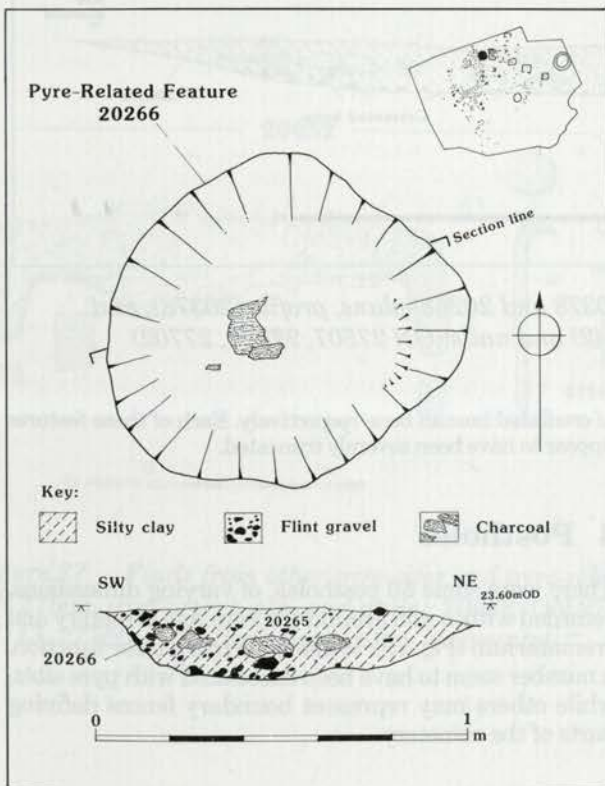 Pyre-Related Feature
20266
Section line
Key:
Silty clay
Flint gravel
Charcoal
SW
NE
23.60mOD
20265
20266
0
1
m